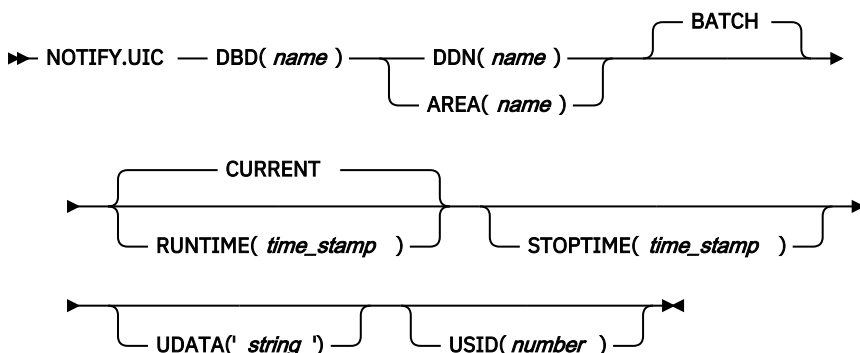 BATCH
NOTIFY.UIC DBD( name ) DDN( name )
AREA( name )
CURRENT
RUNTIME( time_stamp ) STOPTIME( time_stamp )
UDATA(' string ') USID( number )